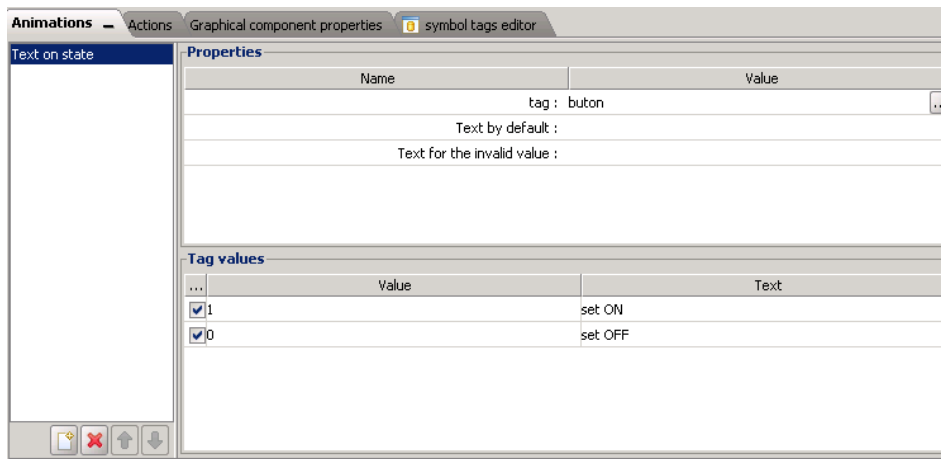 Animations Actions Graphical component properties symbol tags editor
Text on state
Properties
Name Value
tag : buton ...
Text by default :
Text for the invalid value :
Tag values
... Value Text
1 set ON
0 set OFF